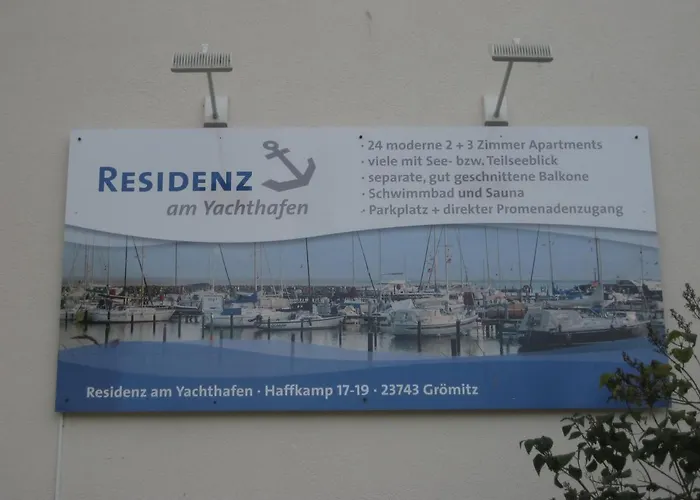 RESIDENZ
am Yachthafen
· 24 moderne 2 + 3 Zimmer Apartments
· viele mit See- bzw. Teilseeblick
· separate, gut geschnittene Balkone
· Schwimmbad und Sauna
· Parkplatz + direkter Promenadenzugang
Residenz am Yachthafen · Haffkamp 17-19 · 23743 Grömitz